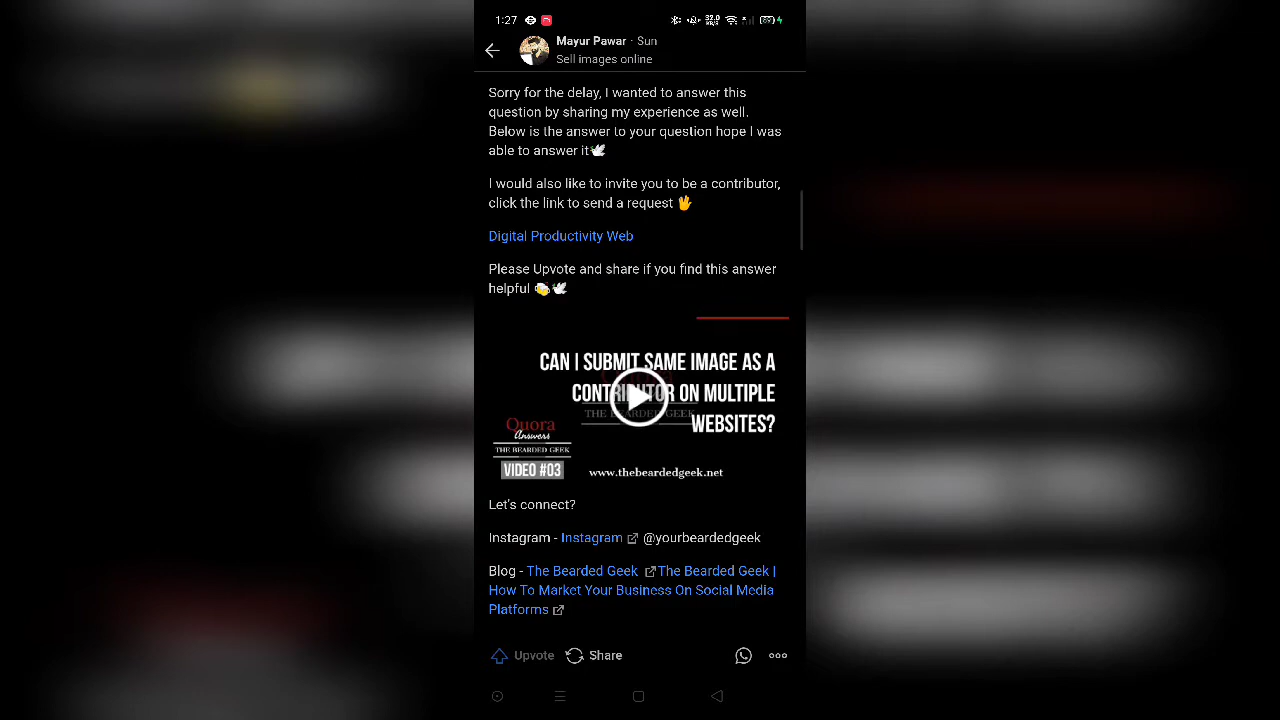 1:27
Mayur Pawar · Sun
Sell images online
Sorry for the delay, I wanted to answer this
question by sharing my experience as well.
Below is the answer to your question hope I was
able to answer it🕊
I would also like to invite you to be a contributor,
click the link to send a request 🖖
Digital Productivity Web
Please Upvote and share if you find this answer
helpful 🍻🕊
CAN I SUBMIT SAME IMAGE AS A
CONTRIBUTOR ON MULTIPLE
WEBSITES?
THE BEARDED GEEK
Quora
Answers
THE BEARDED GEEK
VIDEO #03
www.thebeardedgeek.net
Let's connect?
Instagram - Instagram @yourbeardedgeek
Blog - The Bearded Geek The Bearded Geek |
How To Market Your Business On Social Media
Platforms
Upvote Share